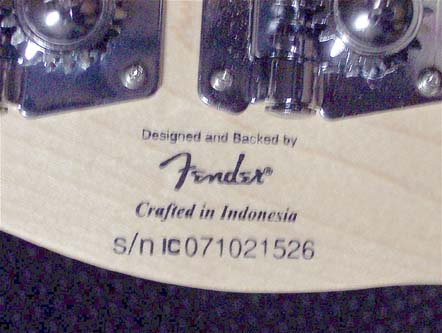 Designed and Backed by
Fender®
Crafted in Indonesia
s/n IC071021526